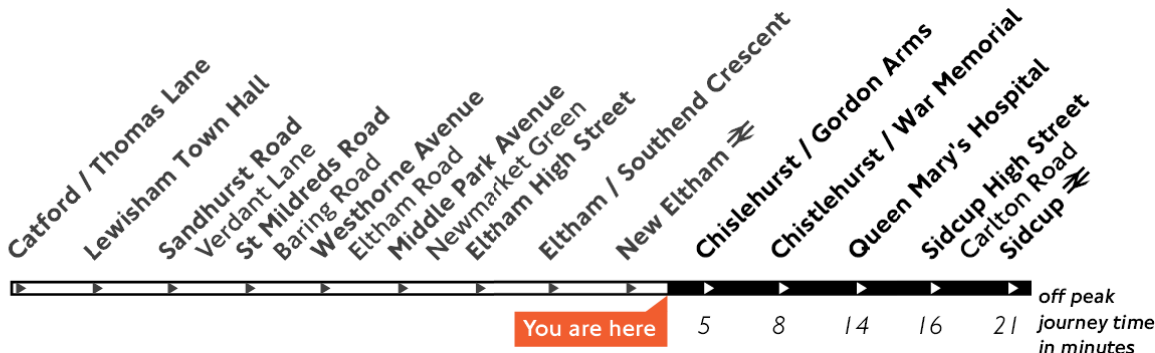 Catford / Thomas Lane
Lewisham Town Hall
Sandhurst Road
Verdant Lane
St Mildreds Road
Baring Road
Westhorne Avenue
Eltham Road
Middle Park Avenue
Newmarket Green
Eltham High Street
Eltham / Southend Crescent
New Eltham
Chislehurst / Gordon Arms
Chistlehurst / War Memorial
Queen Mary's Hospital
Sidcup High Street
Carlton Road
Sidcup
You are here
5 8 14 16 21
off peak
journey time
in minutes